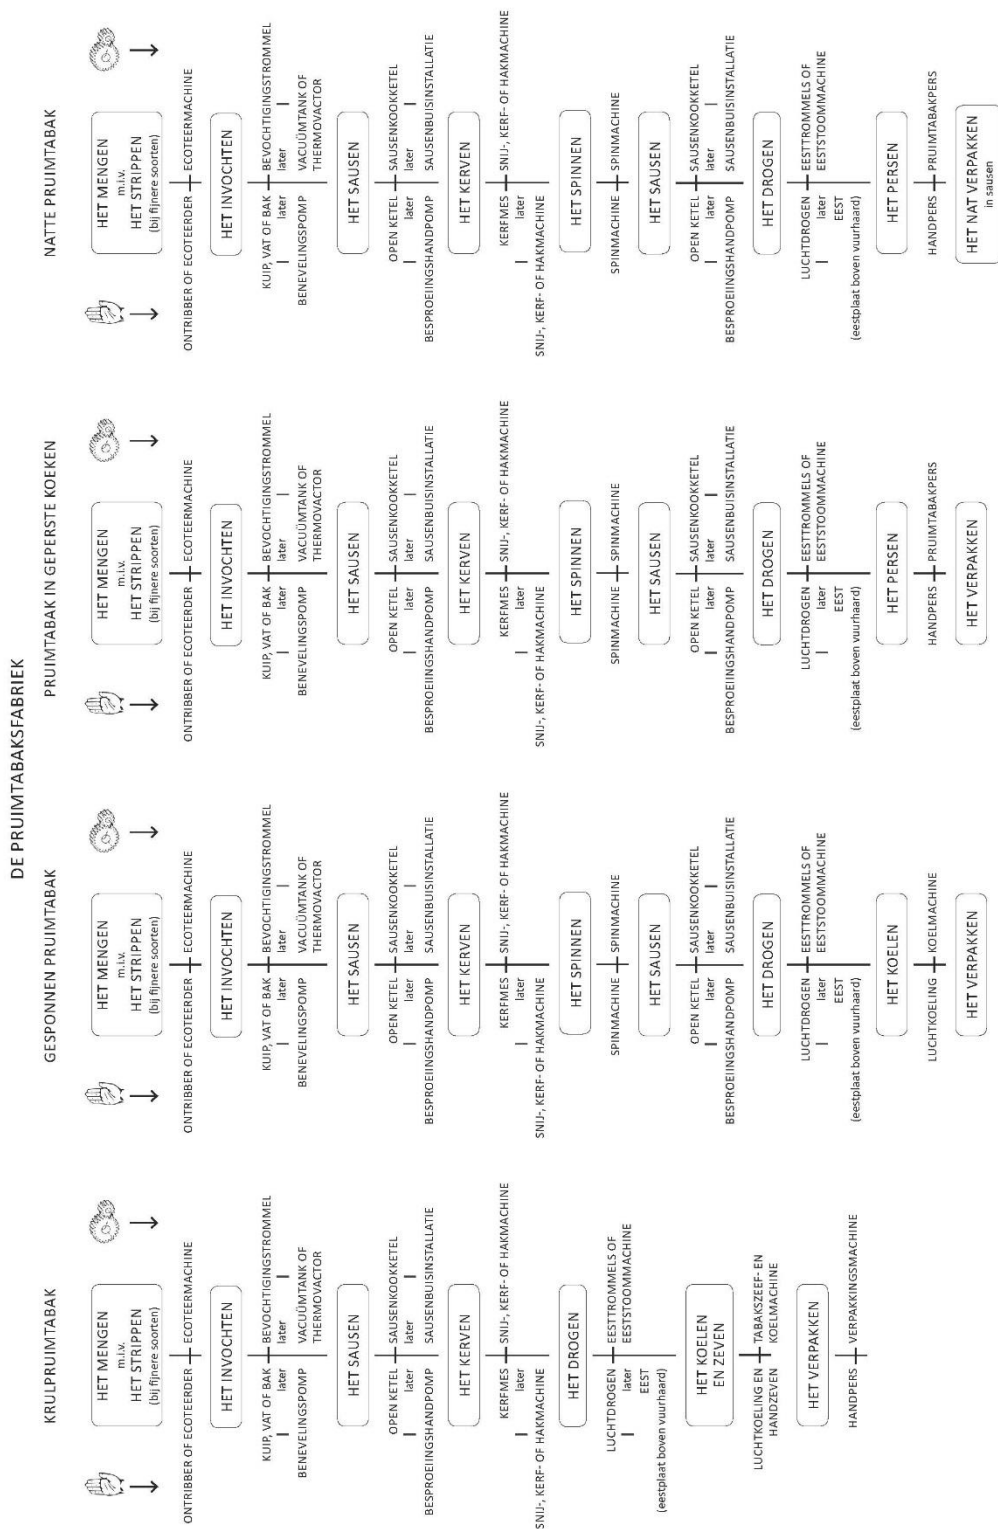 DE PRUIMTABAKSFABRIEK
KRULPRUIMTABAK
HET MENGEN
m.i.v.
HET STRIPPEN
(bij fijnere soorten)
ONTRIBBER OF ECOTEERDER ECOTEERMACHINE
HET INVOCHTEN
KUIP, VAT OF BAK BEVOCHTIGINGSTROMMEL
later later
BENEVELINGSPOMP VACUÜMTANK OF
THERMOVACTOR
HET SAUSEN
OPEN KETEL SAUSENKOOKKETEL
later later
BESPROEIINGSHANDPOMP SAUSENBUISINSTALLATIE
HET KERVEN
KERFMES SNIJ-, KERF- OF HAKMACHINE
later
SNIJ-, KERF- OF HAKMACHINE
HET DROGEN
LUCHTDROGEN EESTTROMMELS OF
later EESTSTOOMMACHINE
EEST
(eestplaat boven vuurhaard)
HET KOELEN
EN ZEVEN
LUCHTKOELING EN TABAKSZEEF- EN
HANDZEVEN KOELMACHINE
HET VERPAKKEN
HANDPERS VERPAKKINGSMACHINE
GESPONNEN PRUIMTABAK
HET MENGEN
m.i.v.
HET STRIPPEN
(bij fijnere soorten)
ONTRIBBER OF ECOTEERDER ECOTEERMACHINE
HET INVOCHTEN
KUIP, VAT OF BAK BEVOCHTIGINGSTROMMEL
later later
BENEVELINGSPOMP VACUÜMTANK OF
THERMOVACTOR
HET SAUSEN
OPEN KETEL SAUSENKOOKKETEL
later later
BESPROEIINGSHANDPOMP SAUSENBUISINSTALLATIE
HET KERVEN
KERFMES SNIJ-, KERF- OF HAKMACHINE
later
SNIJ-, KERF- OF HAKMACHINE
HET SPINNEN
SPINMACHINE SPINMACHINE
HET SAUSEN
OPEN KETEL SAUSENKOOKKETEL
later later
BESPROEIINGSHANDPOMP SAUSENBUISINSTALLATIE
HET DROGEN
LUCHTDROGEN EESTTROMMELS OF
later EESTSTOOMMACHINE
EEST
(eestplaat boven vuurhaard)
HET KOELEN
LUCHTKOELING KOELMACHINE
HET VERPAKKEN
PRUIMTABAK IN GEPERSTE KOEKEN
HET MENGEN
m.i.v.
HET STRIPPEN
(bij fijnere soorten)
ONTRIBBER OF ECOTEERDER ECOTEERMACHINE
HET INVOCHTEN
KUIP, VAT OF BAK BEVOCHTIGINGSTROMMEL
later later
BENEVELINGSPOMP VACUÜMTANK OF
THERMOVACTOR
HET SAUSEN
OPEN KETEL SAUSENKOOKKETEL
later later
BESPROEIINGSHANDPOMP SAUSENBUISINSTALLATIE
HET KERVEN
KERFMES SNIJ-, KERF- OF HAKMACHINE
later
SNIJ-, KERF- OF HAKMACHINE
HET SPINNEN
SPINMACHINE SPINMACHINE
HET SAUSEN
OPEN KETEL SAUSENKOOKKETEL
later later
BESPROEIINGSHANDPOMP SAUSENBUISINSTALLATIE
HET DROGEN
LUCHTDROGEN EESTTROMMELS OF
later EESTSTOOMMACHINE
EEST
(eestplaat boven vuurhaard)
HET PERSEN
HANDPERS PRUIMTABAKPERS
HET VERPAKKEN
NATTE PRUIMTABAK
HET MENGEN
m.i.v.
HET STRIPPEN
(bij fijnere soorten)
ONTRIBBER OF ECOTEERDER ECOTEERMACHINE
HET INVOCHTEN
KUIP, VAT OF BAK BEVOCHTIGINGSTROMMEL
later later
BENEVELINGSPOMP VACUÜMTANK OF
THERMOVACTOR
HET SAUSEN
OPEN KETEL SAUSENKOOKKETEL
later later
BESPROEIINGSHANDPOMP SAUSENBUISINSTALLATIE
HET KERVEN
KERFMES SNIJ-, KERF- OF HAKMACHINE
later
SNIJ-, KERF- OF HAKMACHINE
HET SPINNEN
SPINMACHINE SPINMACHINE
HET SAUSEN
OPEN KETEL SAUSENKOOKKETEL
later later
BESPROEIINGSHANDPOMP SAUSENBUISINSTALLATIE
HET DROGEN
LUCHTDROGEN EESTTROMMELS OF
later EESTSTOOMMACHINE
EEST
(eestplaat boven vuurhaard)
HET PERSEN
HANDPERS PRUIMTABAKPERS
HET NAT VERPAKKEN
in sausen